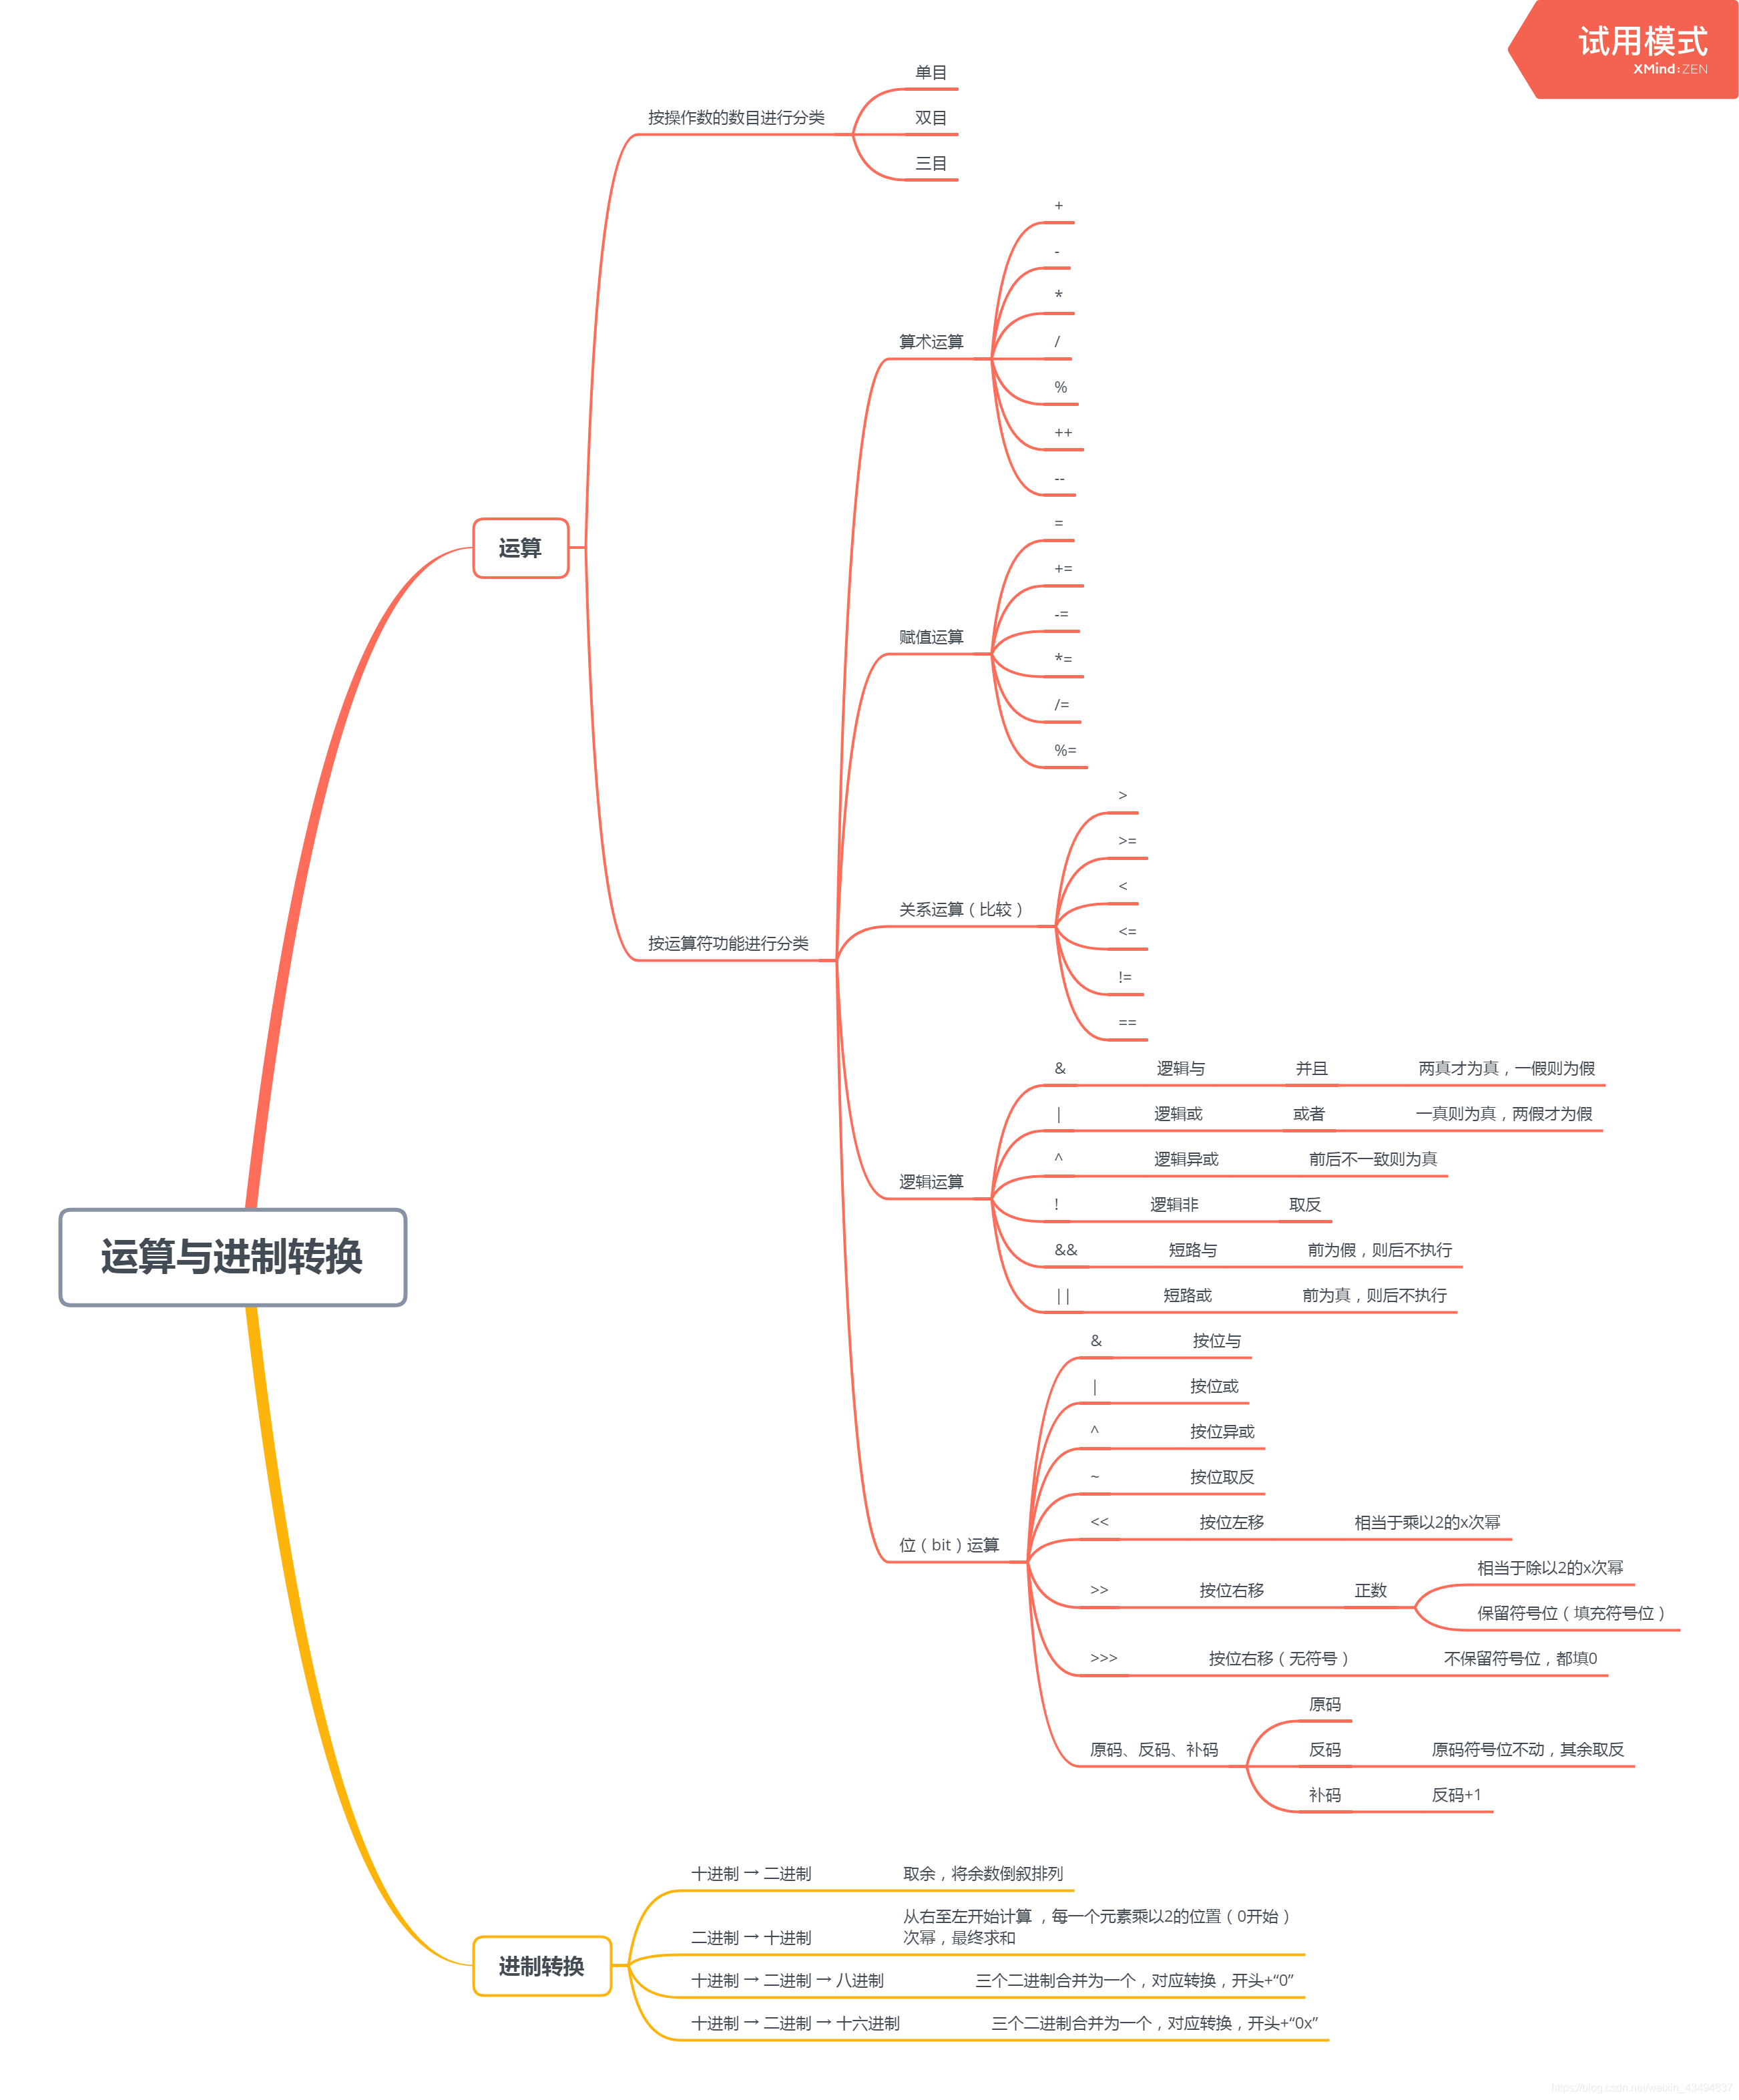 试用模式
XMind:ZEN
运算与进制转换
运算
按操作数的数目进行分类
单目
双目
三目
按运算符功能进行分类
算术运算
+
-
*
/
%
++
--
赋值运算
=
+=
-=
*=
/=
%=
关系运算（比较）
>
>=
<
<=
!=
==
逻辑运算
& 逻辑与 并且 两真才为真，一假则为假
| 逻辑或 或者 一真则为真，两假才为假
^ 逻辑异或 前后不一致则为真
! 逻辑非 取反
&& 短路与 前为假，则后不执行
|| 短路或 前为真，则后不执行
位（bit）运算
& 按位与
| 按位或
^ 按位异或
~ 按位取反
<< 按位左移 相当于乘以2的x次幂
>> 按位右移 正数
相当于除以2的x次幂
保留符号位（填充符号位）
>>> 按位右移（无符号） 不保留符号位，都填0
原码、反码、补码
原码
反码 原码符号位不动，其余取反
补码 反码+1
进制转换
十进制 → 二进制 取余，将余数倒叙排列
二进制 → 十进制
从右至左开始计算 ，每一个元素乘以2的位置（0开始）
次幂，最终求和
十进制 → 二进制 → 八进制 三个二进制合并为一个，对应转换，开头+“0”
十进制 → 二进制 → 十六进制 三个二进制合并为一个，对应转换，开头+“0x”
https://blog.csdn.net/weixin_43494837